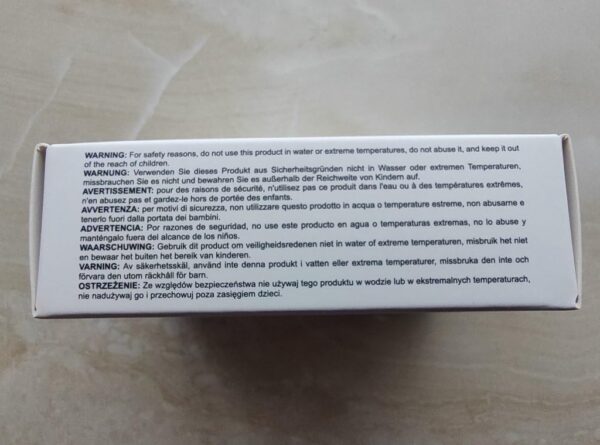 WARNING: For safety reasons, do not use this product in water or extreme temperatures, do not abuse it, and keep it out
of the reach of children.
WARNUNG: Verwenden Sie dieses Produkt aus Sicherheitsgründen nicht in Wasser oder extremen Temperaturen,
missbrauchen Sie es nicht und bewahren Sie es außerhalb der Reichweite von Kindern auf.
AVERTISSEMENT: pour des raisons de sécurité, n'utilisez pas ce produit dans l'eau ou à des températures extrêmes,
n'en abusez pas et gardez-le hors de portée des enfants.
AVVERTENZA: per motivi di sicurezza, non utilizzare questo prodotto in acqua o temperature estreme, non abusarne e
tenerlo fuori dalla portata dei bambini.
ADVERTENCIA: Por razones de seguridad, no use este producto en agua o temperaturas extremas, no lo abuse y
manténgalo fuera del alcance de los niños.
WAARSCHUWING: Gebruik dit product om veiligheidsredenen niet in water of extreme temperaturen, misbruik het niet
en bewaar het buiten het bereik van kinderen.
VARNING: Av säkerhetsskäl, använd inte denna produkt i vatten eller extrema temperaturer, missbruka den inte och
förvara den utom räckhåll för barn.
OSTRZEŻENIE: Ze względów bezpieczeństwa nie używaj tego produktu w wodzie lub w ekstremalnych temperaturach,
nie nadużywaj go i przechowuj poza zasięgiem dzieci.